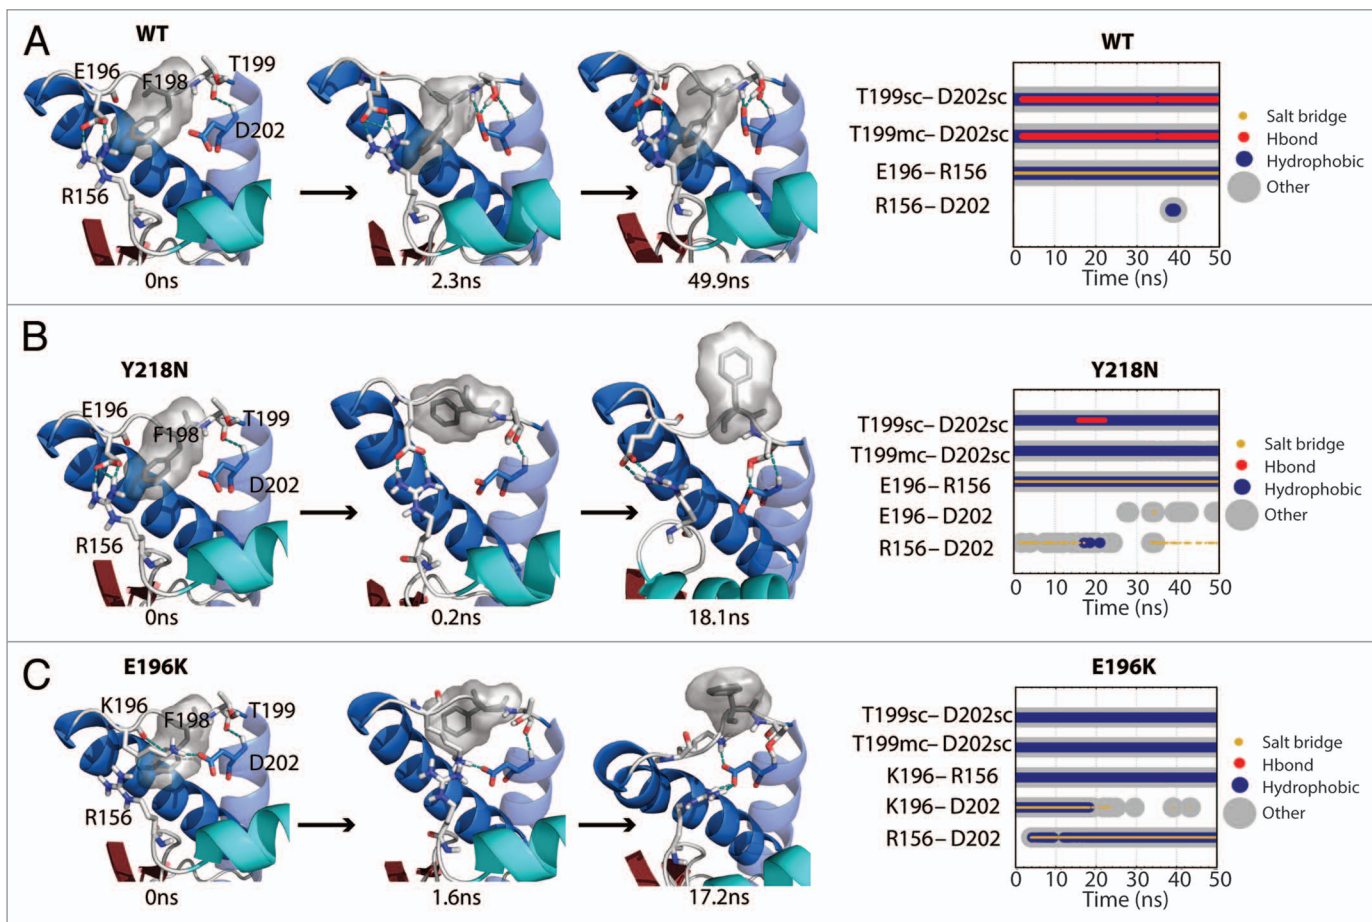 A
WT
E196
F198
T199
D202
R156
0ns
2.3ns
49.9ns
WT
T199sc–D202sc
T199mc–D202sc
E196–R156
R156–D202
0 10 20 30 40 50
Time (ns)
Salt bridge
Hbond
Hydrophobic
Other
B
Y218N
E196
F198
T199
D202
R156
0ns
0.2ns
18.1ns
Y218N
T199sc–D202sc
T199mc–D202sc
E196–R156
E196–D202
R156–D202
0 10 20 30 40 50
Time (ns)
Salt bridge
Hbond
Hydrophobic
Other
C
E196K
K196
F198
T199
D202
R156
0ns
1.6ns
17.2ns
E196K
T199sc–D202sc
T199mc–D202sc
K196–R156
K196–D202
R156–D202
0 10 20 30 40 50
Time (ns)
Salt bridge
Hbond
Hydrophobic
Other